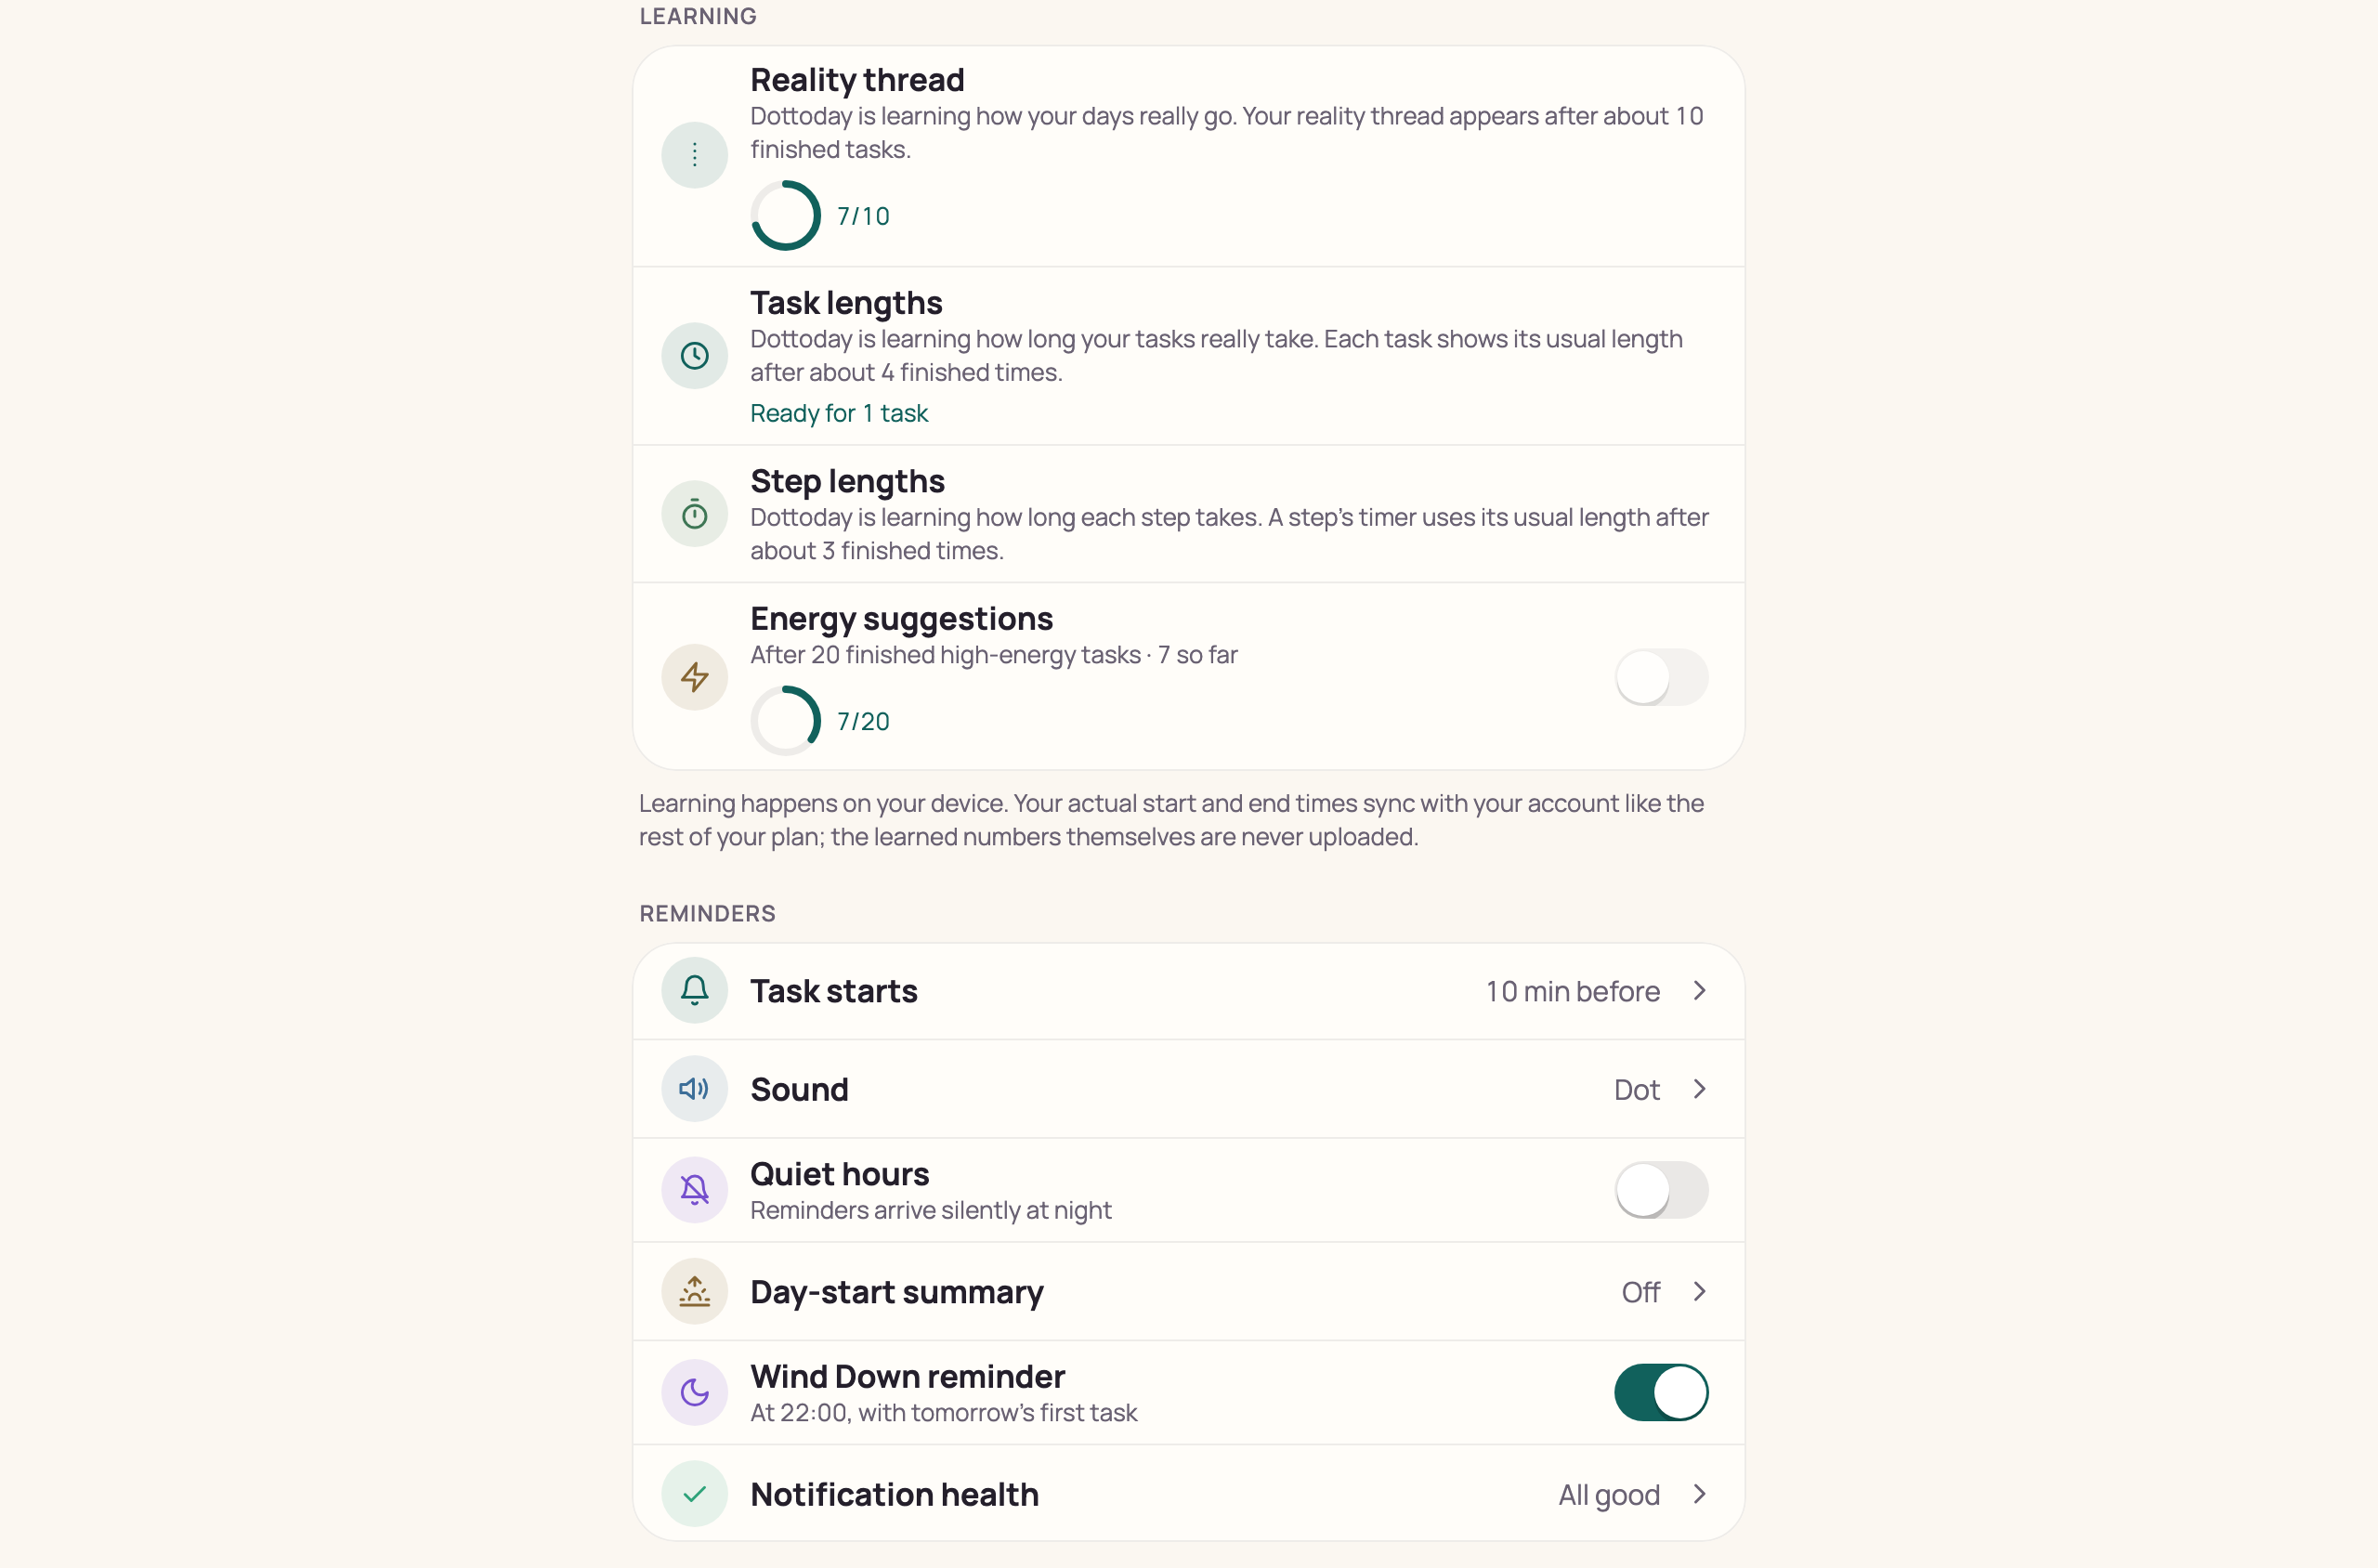 LEARNING
Reality thread
Dottoday is learning how your days really go. Your reality thread appears after about 10
finished tasks.
7/10
Task lengths
Dottoday is learning how long your tasks really take. Each task shows its usual length
after about 4 finished times.
Ready for 1 task
Step lengths
Dottoday is learning how long each step takes. A step’s timer uses its usual length after
about 3 finished times.
Energy suggestions
After 20 finished high-energy tasks · 7 so far
7/20
Learning happens on your device. Your actual start and end times sync with your account like the
rest of your plan; the learned numbers themselves are never uploaded.
REMINDERS
Task starts
10 min before
Sound
Dot
Quiet hours
Reminders arrive silently at night
Day-start summary
Off
Wind Down reminder
At 22:00, with tomorrow’s first task
Notification health
All good